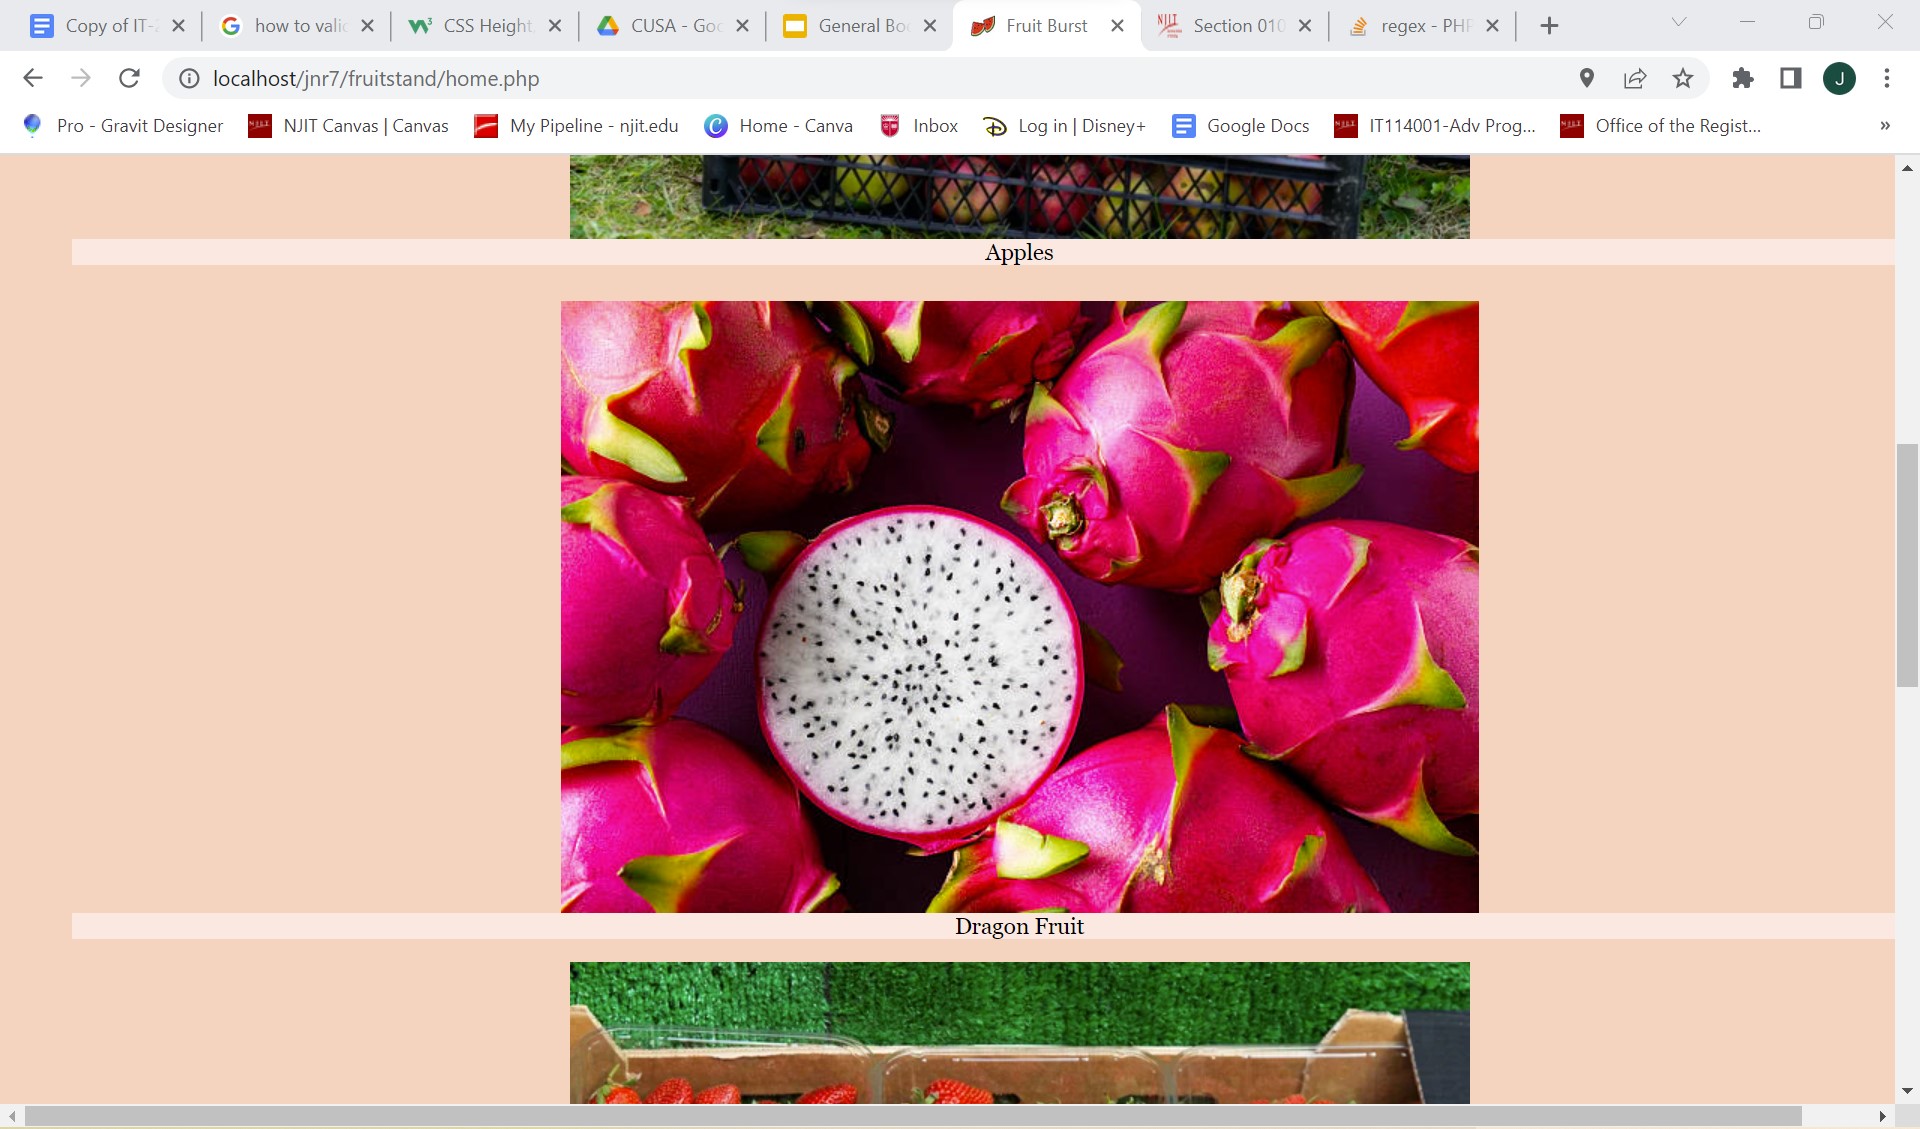 Copy of IT-
how to valid
CSS Height
CUSA - Goo
General Bo
Fruit Burst
Section 010
regex - PHP
localhost/jnr7/fruitstand/home.php
J
Pro - Gravit Designer
NJIT Canvas | Canvas
My Pipeline - njit.edu
Home - Canva
Inbox
Log in | Disney+
Google Docs
IT114001-Adv Prog...
Office of the Regist...
»
Apples
Dragon Fruit